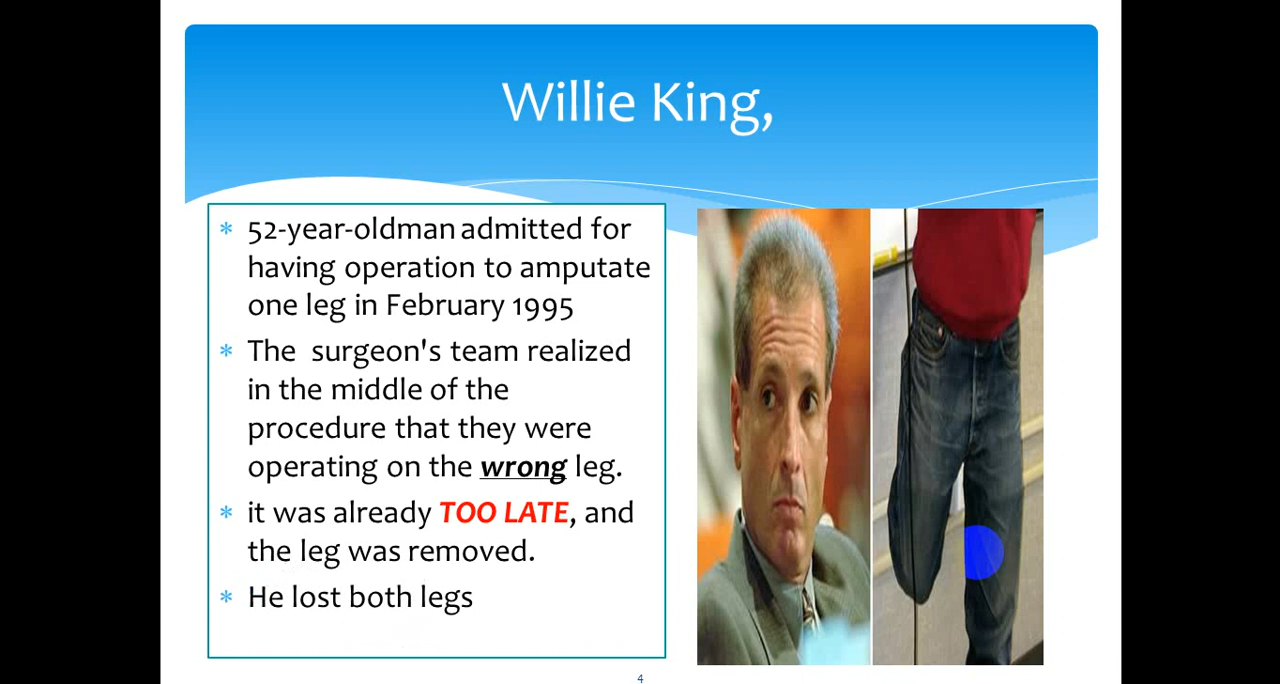 Willie King,
* 52-year-oldman admitted for
having operation to amputate
one leg in February 1995
* The surgeon's team realized
in the middle of the
procedure that they were
operating on the wrong leg.
* it was already TOO LATE, and
the leg was removed.
* He lost both legs
4